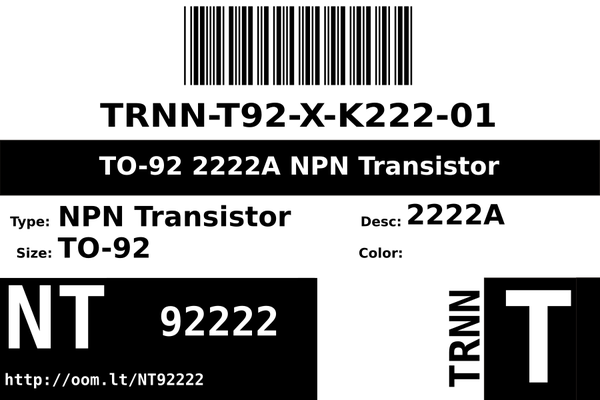 TRNN-T92-X-K222-01
TO-92 2222A NPN Transistor
Type: NPN Transistor
Desc: 2222A
Size: TO-92
Color:
NT
92222
http://oom.lt/NT92222
TRNN
T